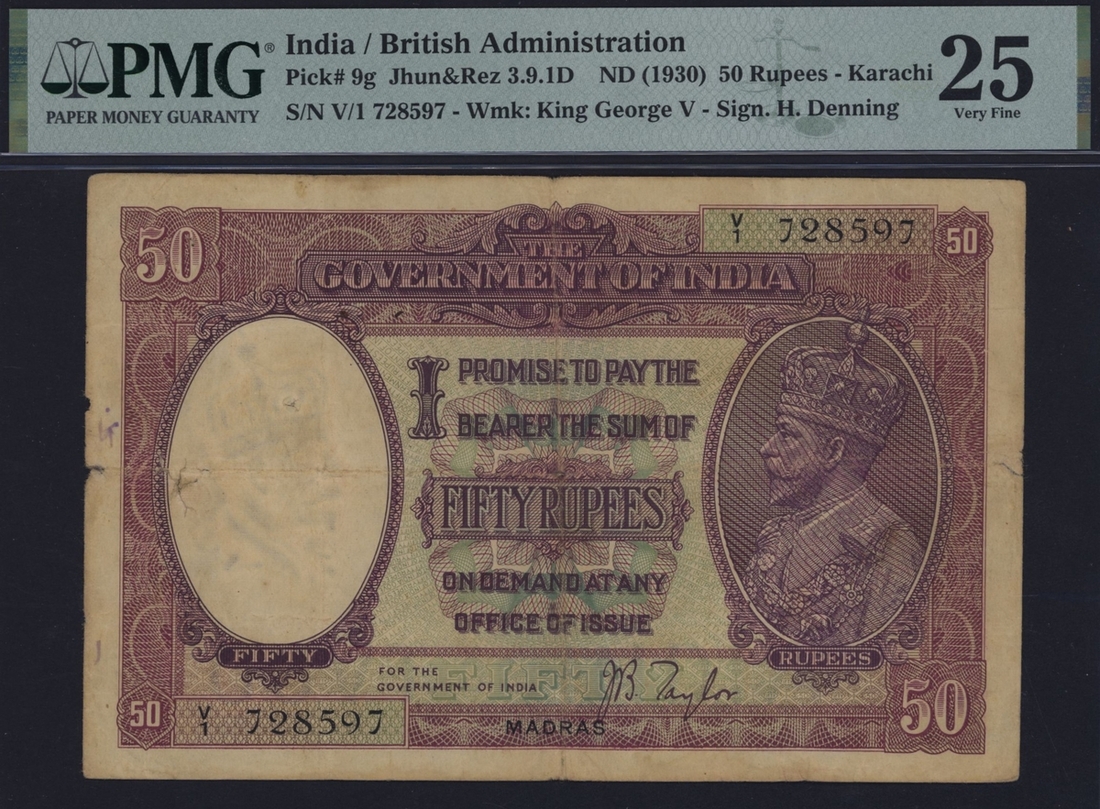 PMG®
PAPER MONEY GUARANTY
India / British Administration
Pick# 9g Jhun&Rez 3.9.1D ND (1930) 50 Rupees - Karachi
S/N V/1 728597 - Wmk: King George V - Sign. H. Denning
25
Very Fine
50
V/1 728597
50
THE
GOVERNMENT OF INDIA
I PROMISE TO PAY THE
BEARER THE SUM OF
FIFTY RUPEES
ON DEMAND AT ANY
OFFICE OF ISSUE
FIFTY
RUPEES
FOR THE
GOVERNMENT OF INDIA
FIFTY
J.B. Taylor
50
V/1 728597
MADRAS
50